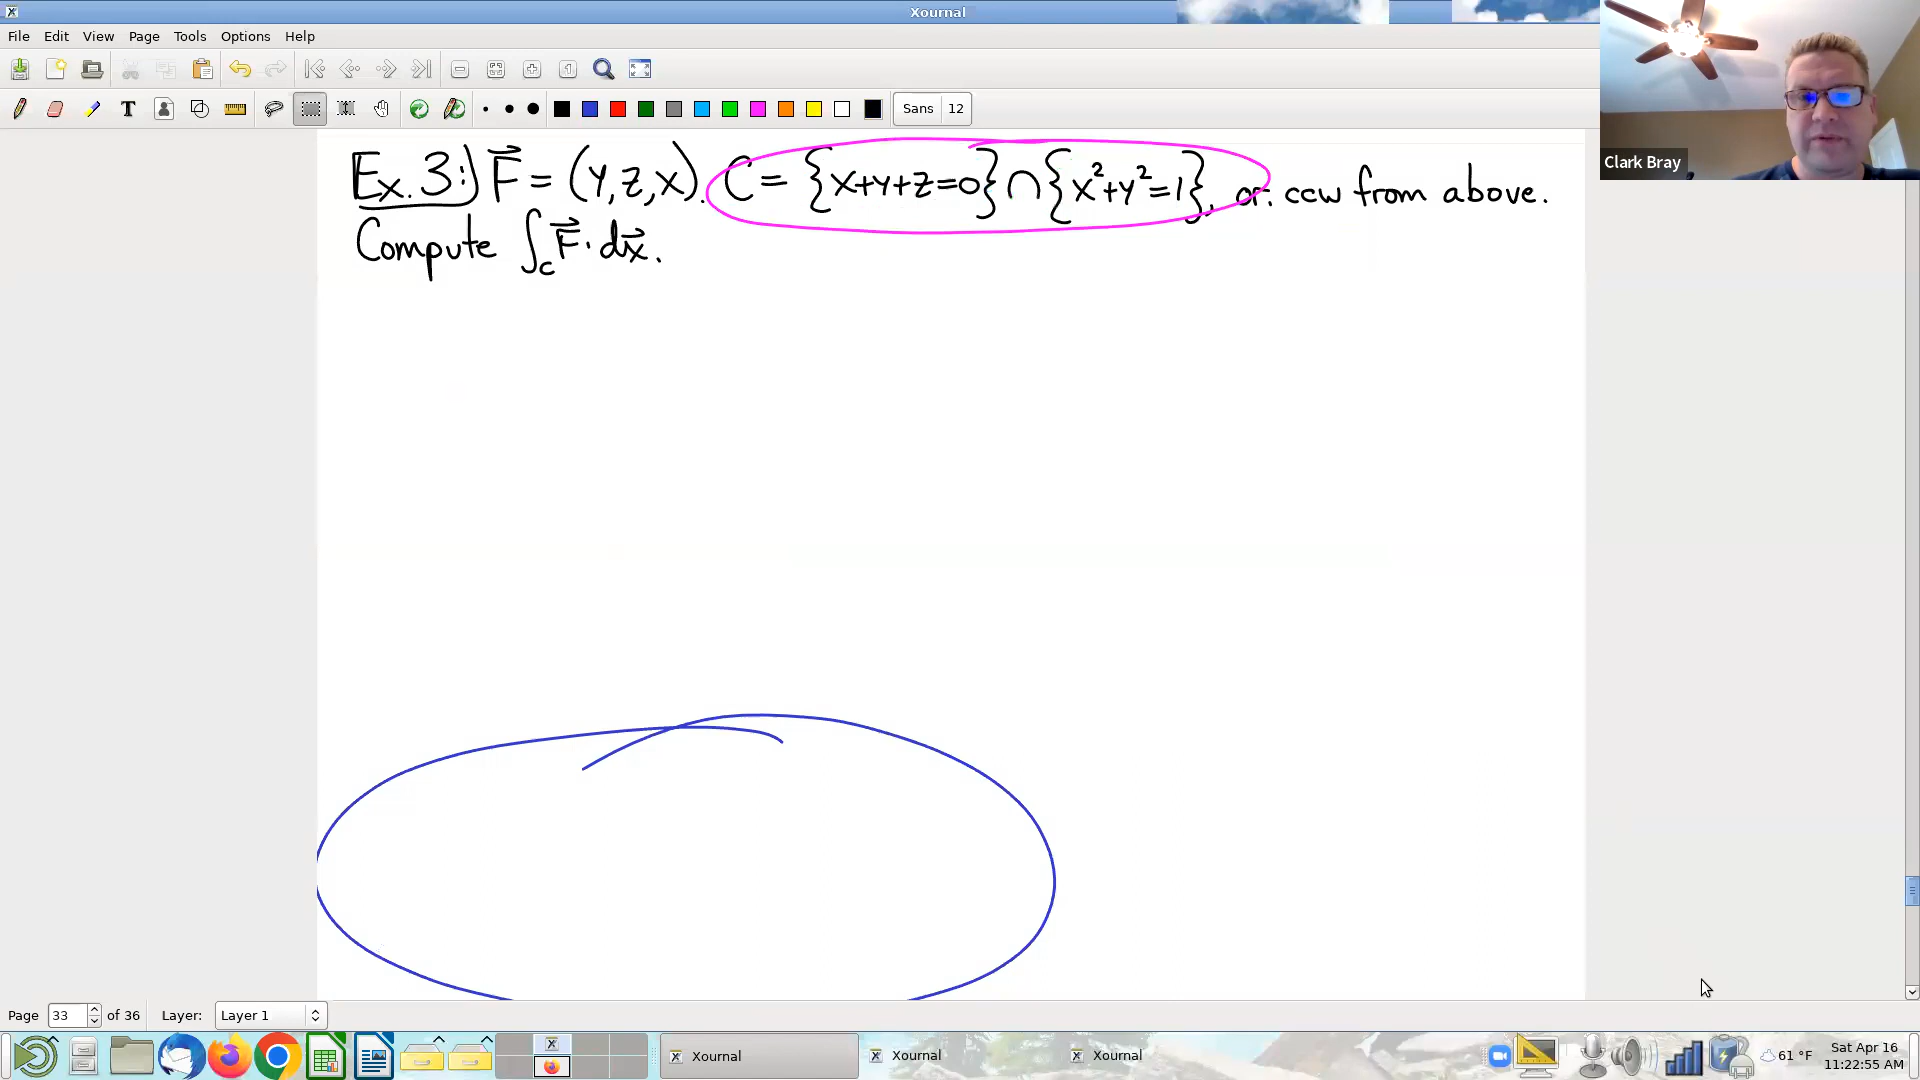 Xournal
File Edit View Page Tools Options Help
Sans 12
Clark Bray
Ex. 3:) F⃗ = (y,z,x). C = {x+y+z=0}∩{x²+y²=1}, or. ccw from above.
Compute ∫_C F⃗·dx⃗.
Page 33 of 36 Layer: Layer 1
Xournal Xournal Xournal
61 °F
Sat Apr 16
11:22:55 AM